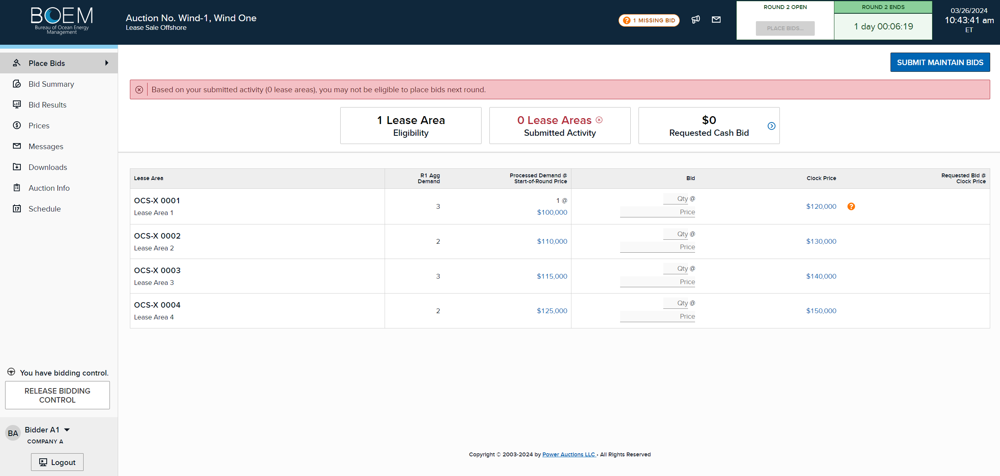 BOEM
Bureau of Ocean Energy
Management
Auction No. Wind-1, Wind One
Lease Sale Offshore
? 1 MISSING BID
ROUND 2 OPEN
PLACE BIDS...
ROUND 2 ENDS
1 day 00:06:19
03/26/2024
10:43:41 am
ET
Place Bids
Bid Summary
Bid Results
Prices
Messages
Downloads
Auction Info
17 Schedule
You have bidding control.
RELEASE BIDDING
CONTROL
BA Bidder A1
COMPANY A
Logout
SUBMIT MAINTAIN BIDS
Based on your submitted activity (0 lease areas), you may not be eligible to place bids next round.
1 Lease Area
Eligibility
0 Lease Areas
Submitted Activity
$0
Requested Cash Bid
Lease Area
R1 Agg
Demand
Processed Demand @
Start-of-Round Price
Bid
Clock Price
Requested Bid @
Clock Price
OCS-X 0001
Lease Area 1
3
1 @
$100,000
Qty @
Price
$120,000 ?
OCS-X 0002
Lease Area 2
2
$110,000
Qty @
Price
$130,000
OCS-X 0003
Lease Area 3
3
$115,000
Qty @
Price
$140,000
OCS-X 0004
Lease Area 4
2
$125,000
Qty @
Price
$150,000
Copyright © 2003-2024 by Power Auctions LLC • All Rights Reserved